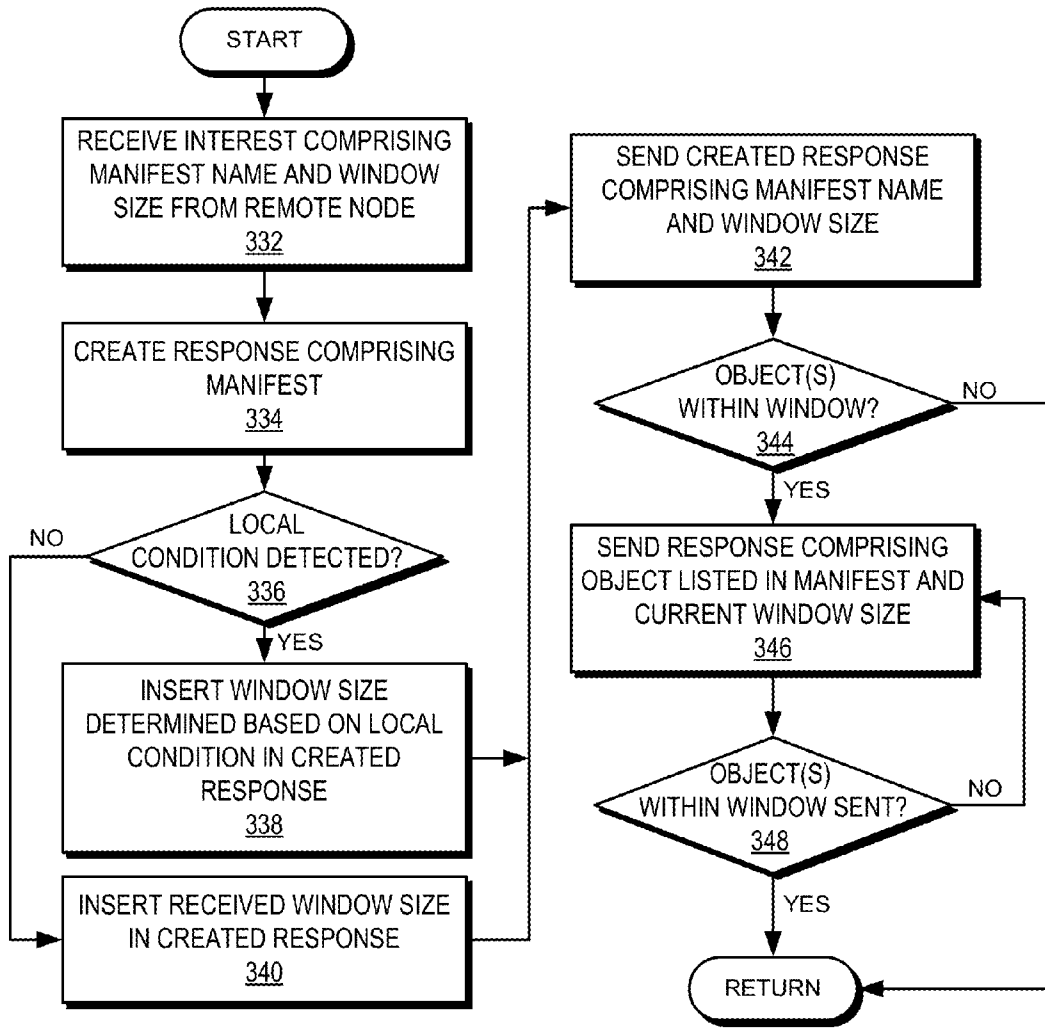 START
RECEIVE INTEREST COMPRISING
MANIFEST NAME AND WINDOW
SIZE FROM REMOTE NODE
332
CREATE RESPONSE COMPRISING
MANIFEST
334
LOCAL
CONDITION DETECTED?
336
NO
YES
INSERT WINDOW SIZE
DETERMINED BASED ON LOCAL
CONDITION IN CREATED
RESPONSE
338
INSERT RECEIVED WINDOW SIZE
IN CREATED RESPONSE
340
SEND CREATED RESPONSE
COMPRISING MANIFEST NAME
AND WINDOW SIZE
342
OBJECT(S)
WITHIN WINDOW?
344
NO
YES
SEND RESPONSE COMPRISING
OBJECT LISTED IN MANIFEST AND
CURRENT WINDOW SIZE
346
OBJECT(S)
WITHIN WINDOW SENT?
348
NO
YES
RETURN